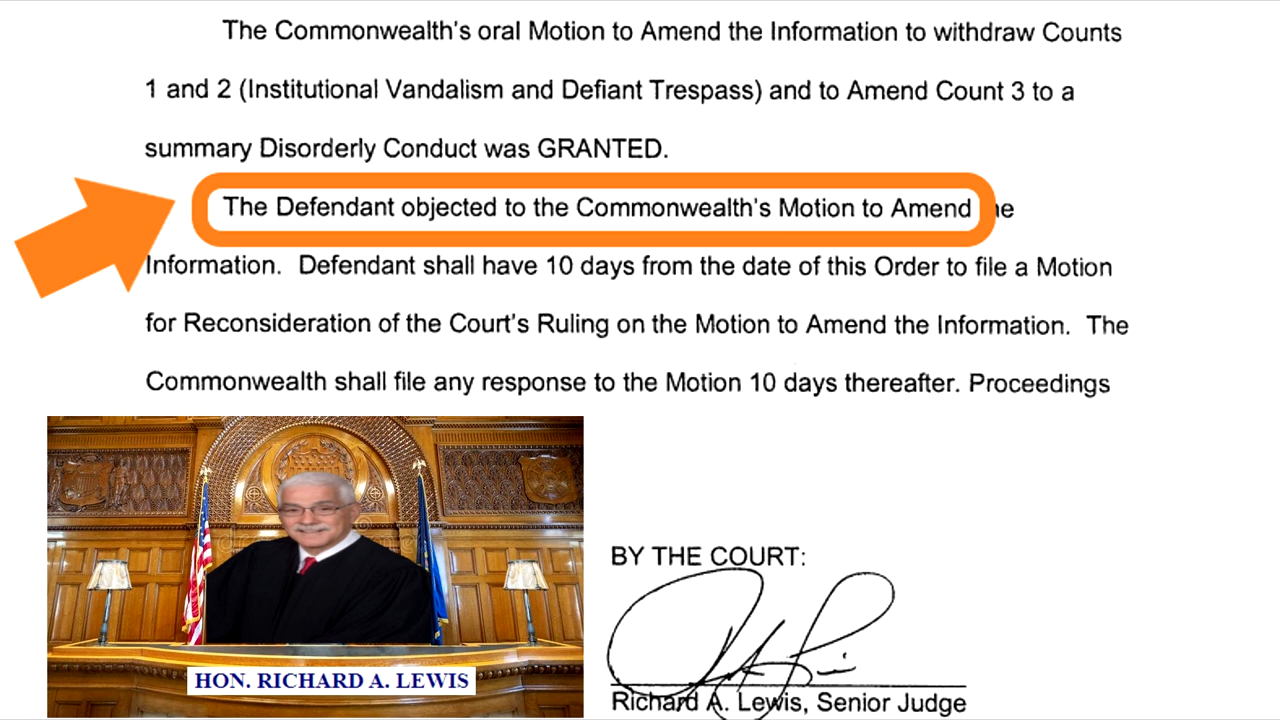 The Commonwealth's oral Motion to Amend the Information to withdraw Counts
1 and 2 (Institutional Vandalism and Defiant Trespass) and to Amend Count 3 to a
summary Disorderly Conduct was GRANTED.
The Defendant objected to the Commonwealth's Motion to Amend
Information. Defendant shall have 10 days from the date of this Order to file a Motion
for Reconsideration of the Court's Ruling on the Motion to Amend the Information. The
Commonwealth shall file any response to the Motion 10 days thereafter. Proceedings
HON. RICHARD A. LEWIS
BY THE COURT:
Richard A. Lewis, Senior Judge